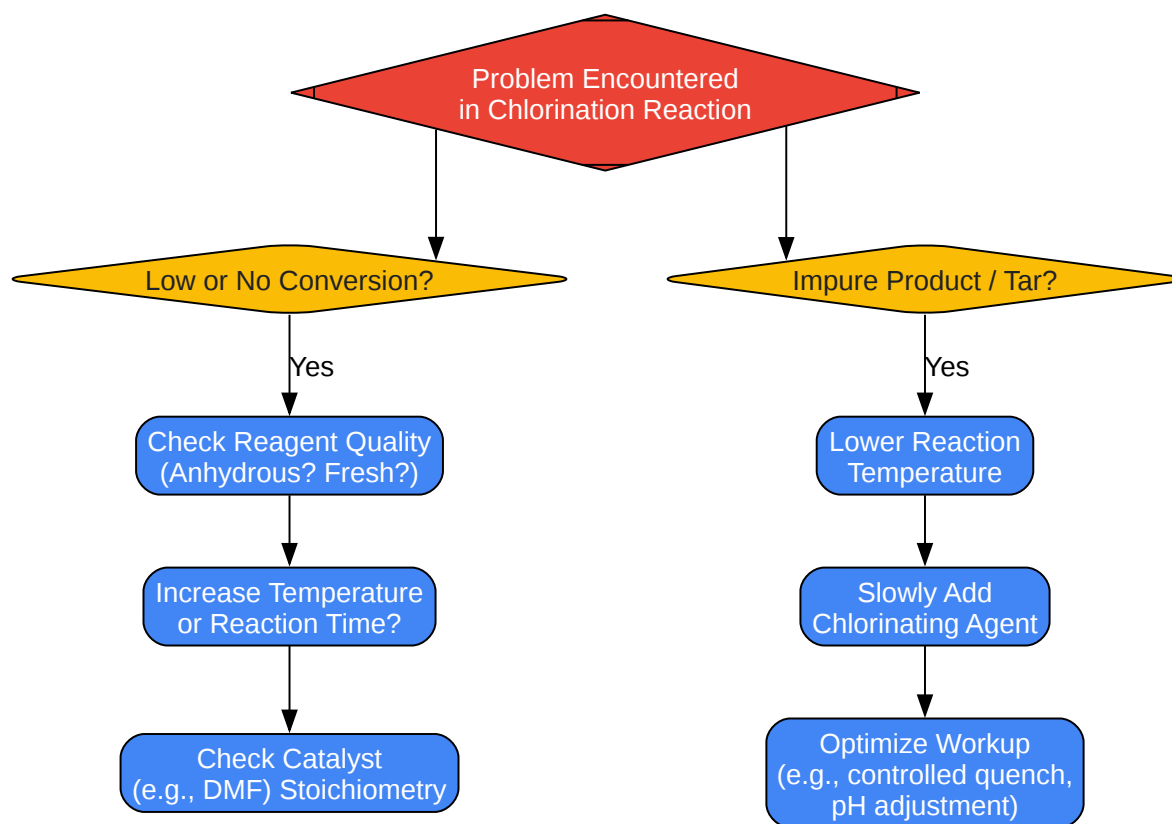 Problem Encountered
in Chlorination Reaction
Low or No Conversion?
Yes
Check Reagent Quality
(Anhydrous? Fresh?)
Increase Temperature
or Reaction Time?
Check Catalyst
(e.g., DMF) Stoichiometry
Impure Product / Tar?
Yes
Lower Reaction
Temperature
Slowly Add
Chlorinating Agent
Optimize Workup
(e.g., controlled quench,
pH adjustment)